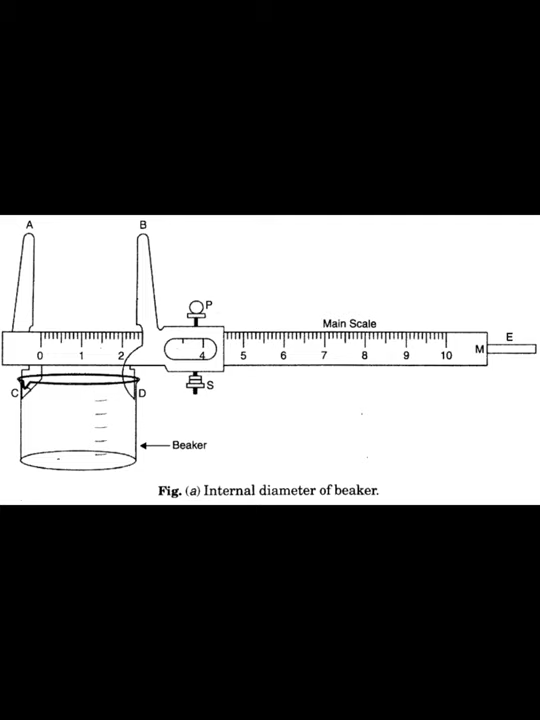 A B
P
Main Scale
E
0 1 2 4 5 6 7 8 9 10 M
C D S
Beaker
Fig. (a) Internal diameter of beaker.